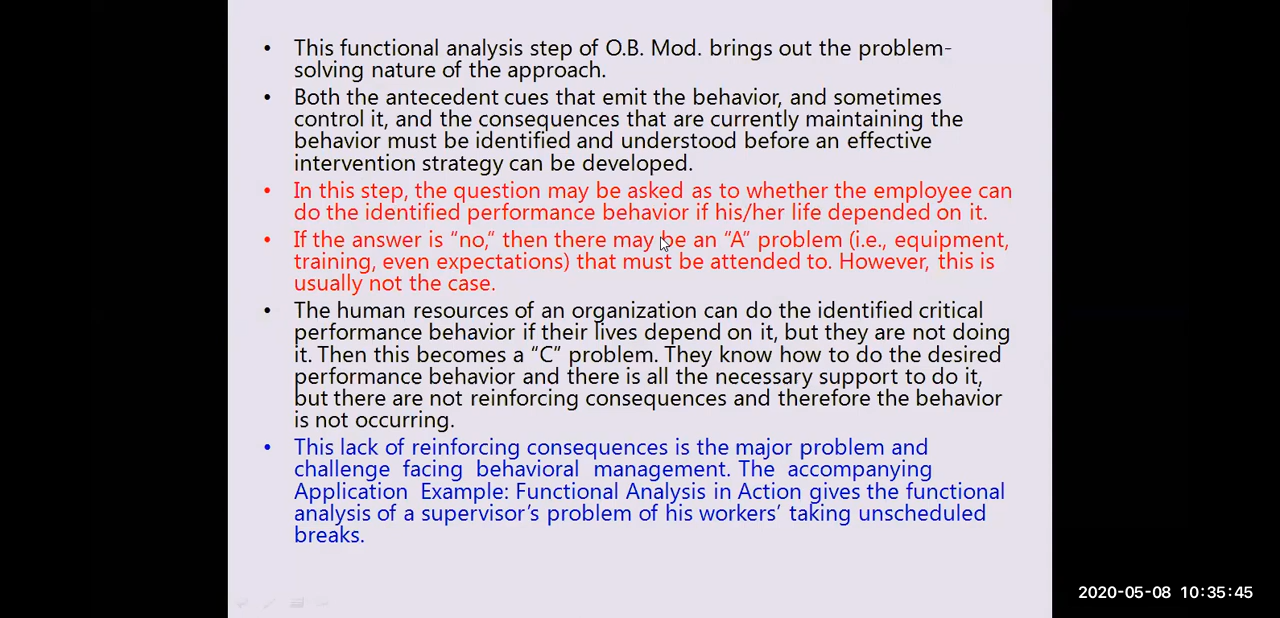 • This functional analysis step of O.B. Mod. brings out the problem-
solving nature of the approach.
• Both the antecedent cues that emit the behavior, and sometimes
control it, and the consequences that are currently maintaining the
behavior must be identified and understood before an effective
intervention strategy can be developed.
• In this step, the question may be asked as to whether the employee can
do the identified performance behavior if his/her life depended on it.
• If the answer is “no,” then there may be an “A” problem (i.e., equipment,
training, even expectations) that must be attended to. However, this is
usually not the case.
• The human resources of an organization can do the identified critical
performance behavior if their lives depend on it, but they are not doing
it. Then this becomes a “C” problem. They know how to do the desired
performance behavior and there is all the necessary support to do it,
but there are not reinforcing consequences and therefore the behavior
is not occurring.
• This lack of reinforcing consequences is the major problem and
challenge facing behavioral management. The accompanying
Application Example: Functional Analysis in Action gives the functional
analysis of a supervisor’s problem of his workers’ taking unscheduled
breaks.
2020-05-08 10:35:45